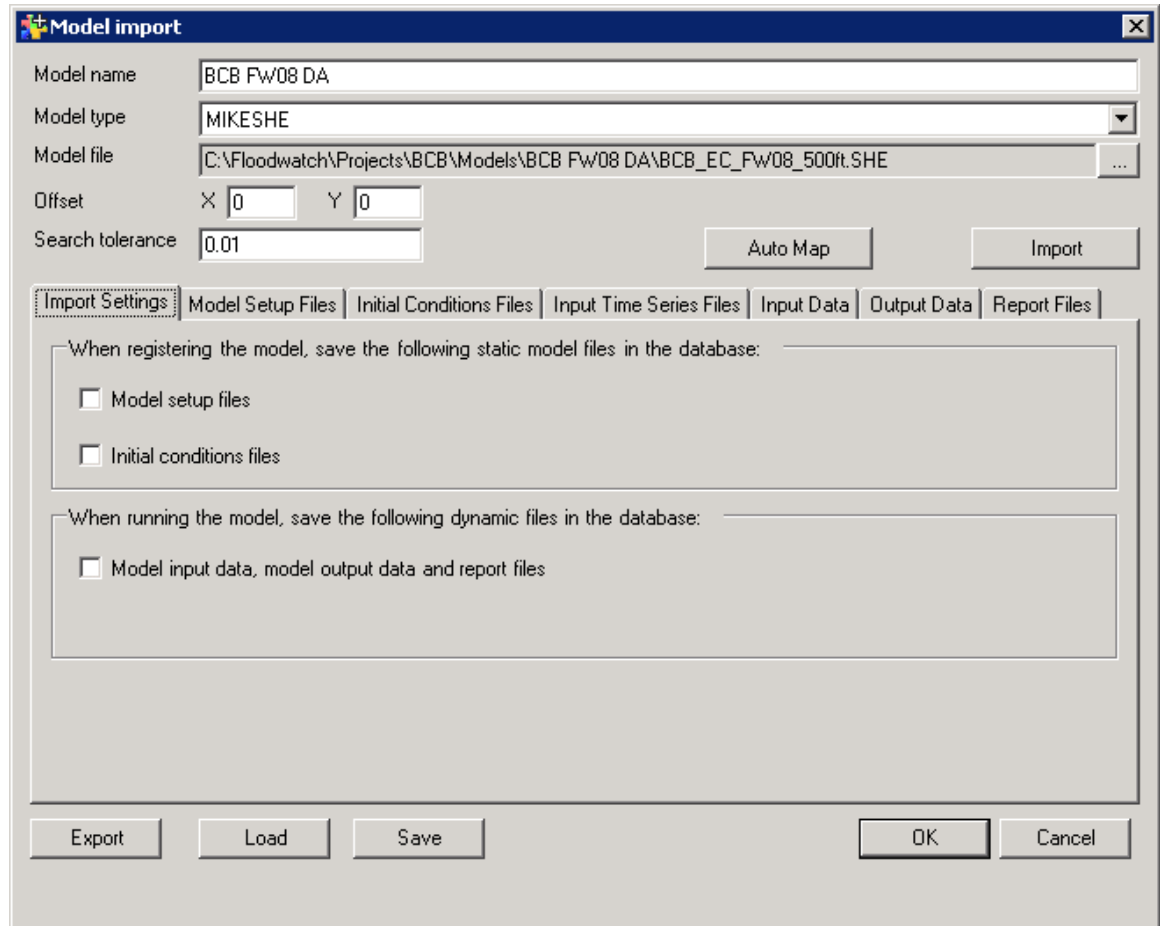 Model import
Model name BCB FW08 DA
Model type MIKESHE
Model file C:\Floodwatch\Projects\BCB\Models\BCB FW08 DA\BCB_EC_FW08_500ft.SHE ...
Offset X 0 Y 0
Search tolerance 0.01 Auto Map Import
Import Settings Model Setup Files Initial Conditions Files Input Time Series Files Input Data Output Data Report Files
When registering the model, save the following static model files in the database:
Model setup files
Initial conditions files
When running the model, save the following dynamic files in the database:
Model input data, model output data and report files
Export Load Save OK Cancel